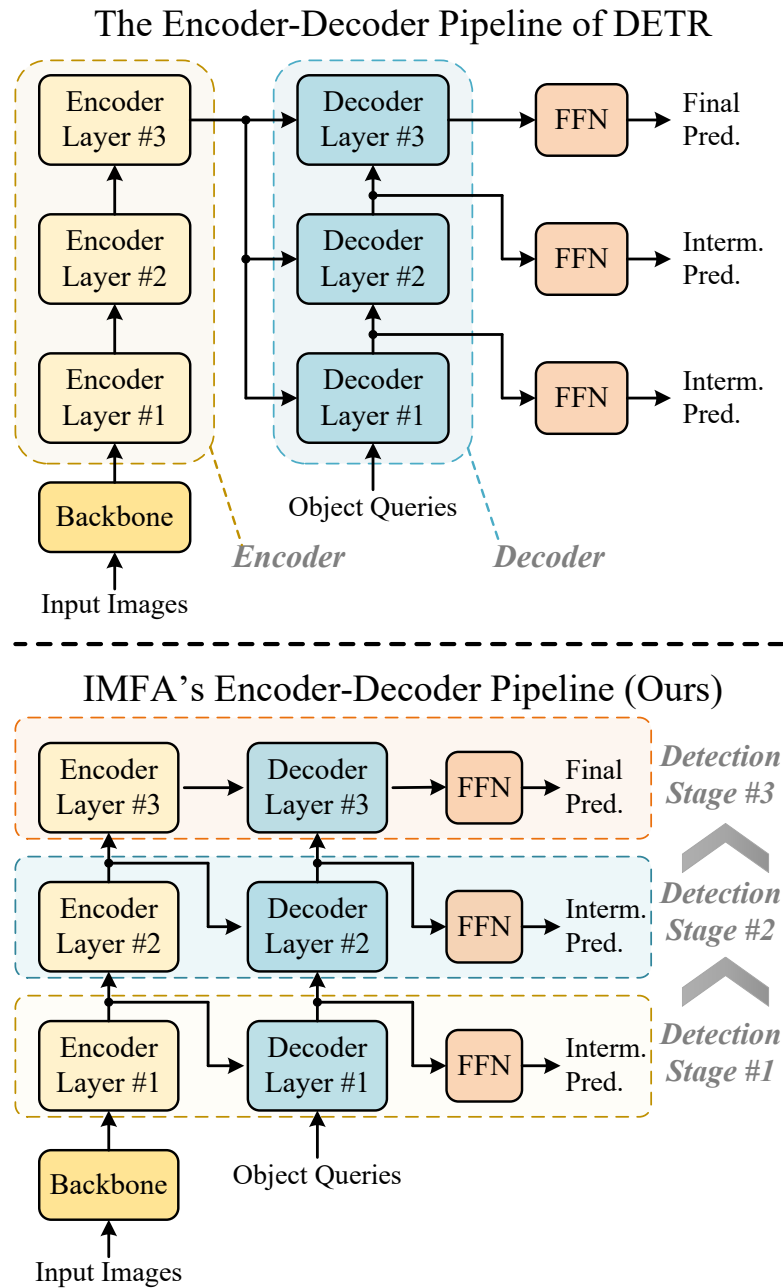 The Encoder-Decoder Pipeline of DETR
Encoder
Layer #3
Decoder
Layer #3
FFN
Final
Pred.
Encoder
Layer #2
Decoder
Layer #2
FFN
Interm.
Pred.
Encoder
Layer #1
Decoder
Layer #1
FFN
Interm.
Pred.
Backbone
Object Queries
Encoder
Decoder
Input Images
IMFA's Encoder-Decoder Pipeline (Ours)
Encoder
Layer #3
Decoder
Layer #3
FFN
Final
Pred.
Detection
Stage #3
Encoder
Layer #2
Decoder
Layer #2
FFN
Interm.
Pred.
Detection
Stage #2
Encoder
Layer #1
Decoder
Layer #1
FFN
Interm.
Pred.
Detection
Stage #1
Backbone
Object Queries
Input Images